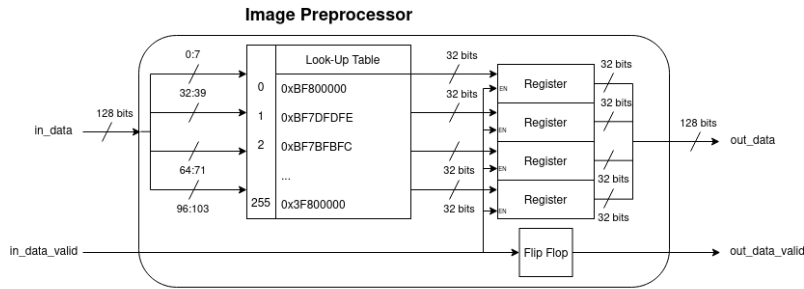 Image Preprocessor
0:7
Look-Up Table
32 bits
32 bits
0
0xBF800000
Register
EN
32:39
32 bits
32 bits
128 bits
1
0xBF7DFDFE
Register
EN
128 bits
in_data
out_data
2
0xBF7BFBFC
Register
EN
64:71
32 bits
32 bits
...
96:103
255
0x3F800000
Register
EN
32 bits
32 bits
in_data_valid
Flip Flop
out_data_valid